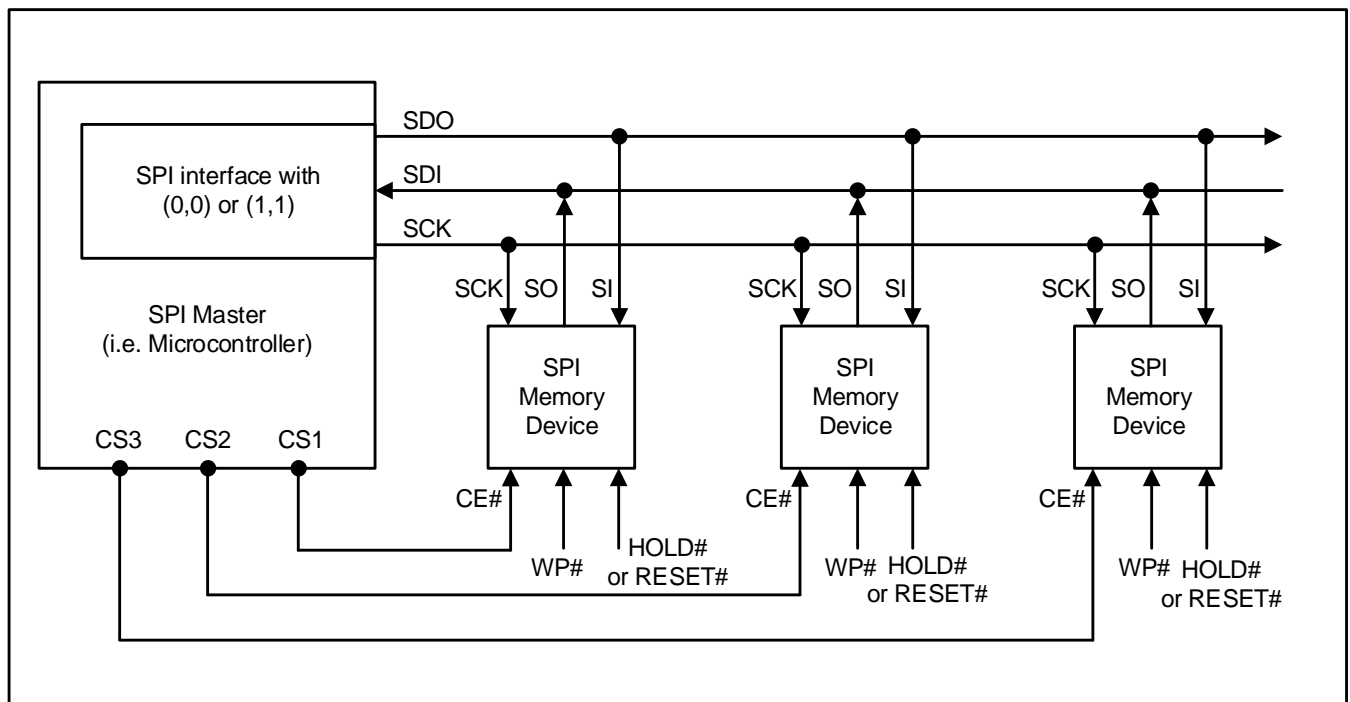 SDO
SPI interface with
(0,0) or (1,1)
SDI
SCK
SPI Master
(i.e. Microcontroller)
SCK SO SI
SCK SO SI
SCK SO SI
SPI
Memory
Device
SPI
Memory
Device
SPI
Memory
Device
CS3 CS2 CS1
CE#
WP#
HOLD#
or RESET#
CE#
WP#
HOLD#
or RESET#
CE#
WP#
HOLD#
or RESET#